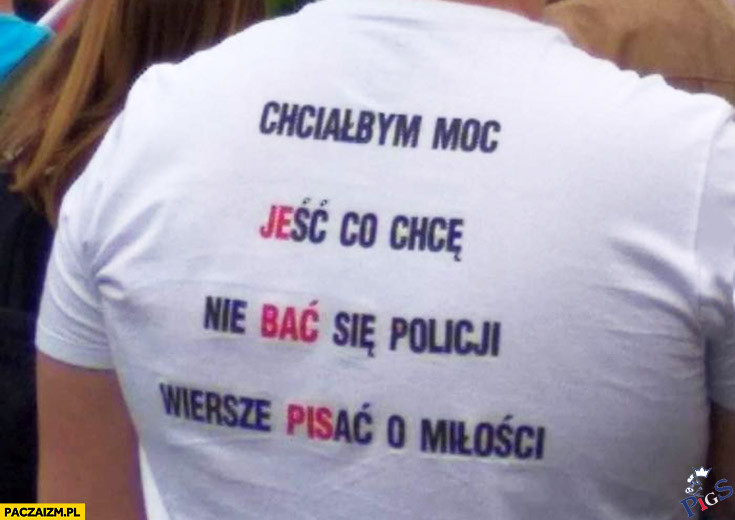 CHCIAŁBYM MOC
JEŚĆ CO CHCĘ
NIE BAĆ SIĘ POLICJI
WIERSZE PISAĆ O MIŁOŚCI
PIGS
PACZAIZM.PL